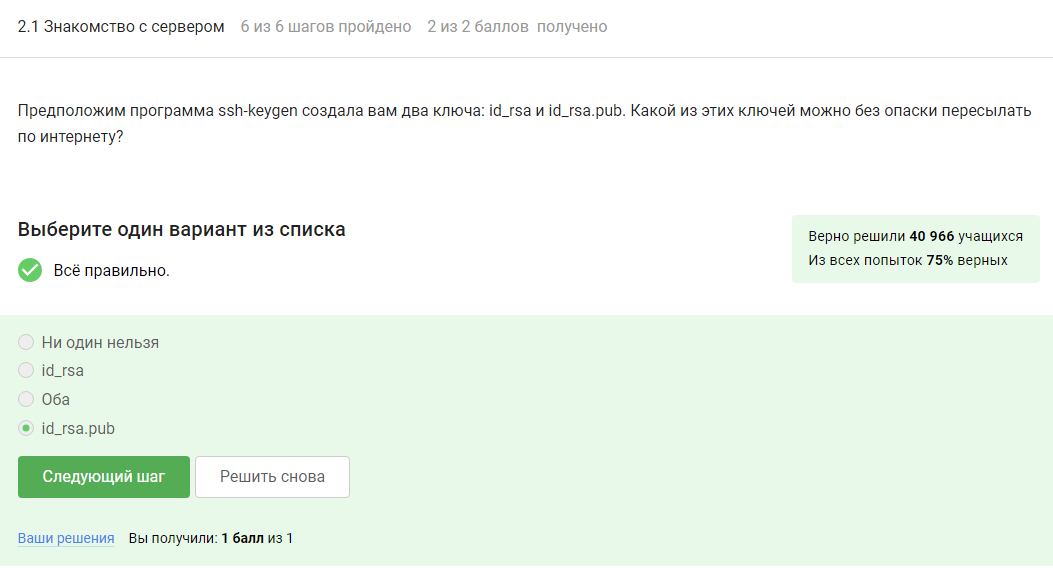 2.1 Знакомство с сервером 6 из 6 шагов пройдено 2 из 2 баллов получено
Предположим программа ssh-keygen создала вам два ключа: id_rsa и id_rsa.pub. Какой из этих ключей можно без опаски пересылать
по интернету?
Выберите один вариант из списка
Всё правильно.
Верно решили 40 966 учащихся
Из всех попыток 75% верных
Ни один нельзя
id_rsa
Оба
id_rsa.pub
Следующий шаг Решить снова
Ваши решения Вы получили: 1 балл из 1